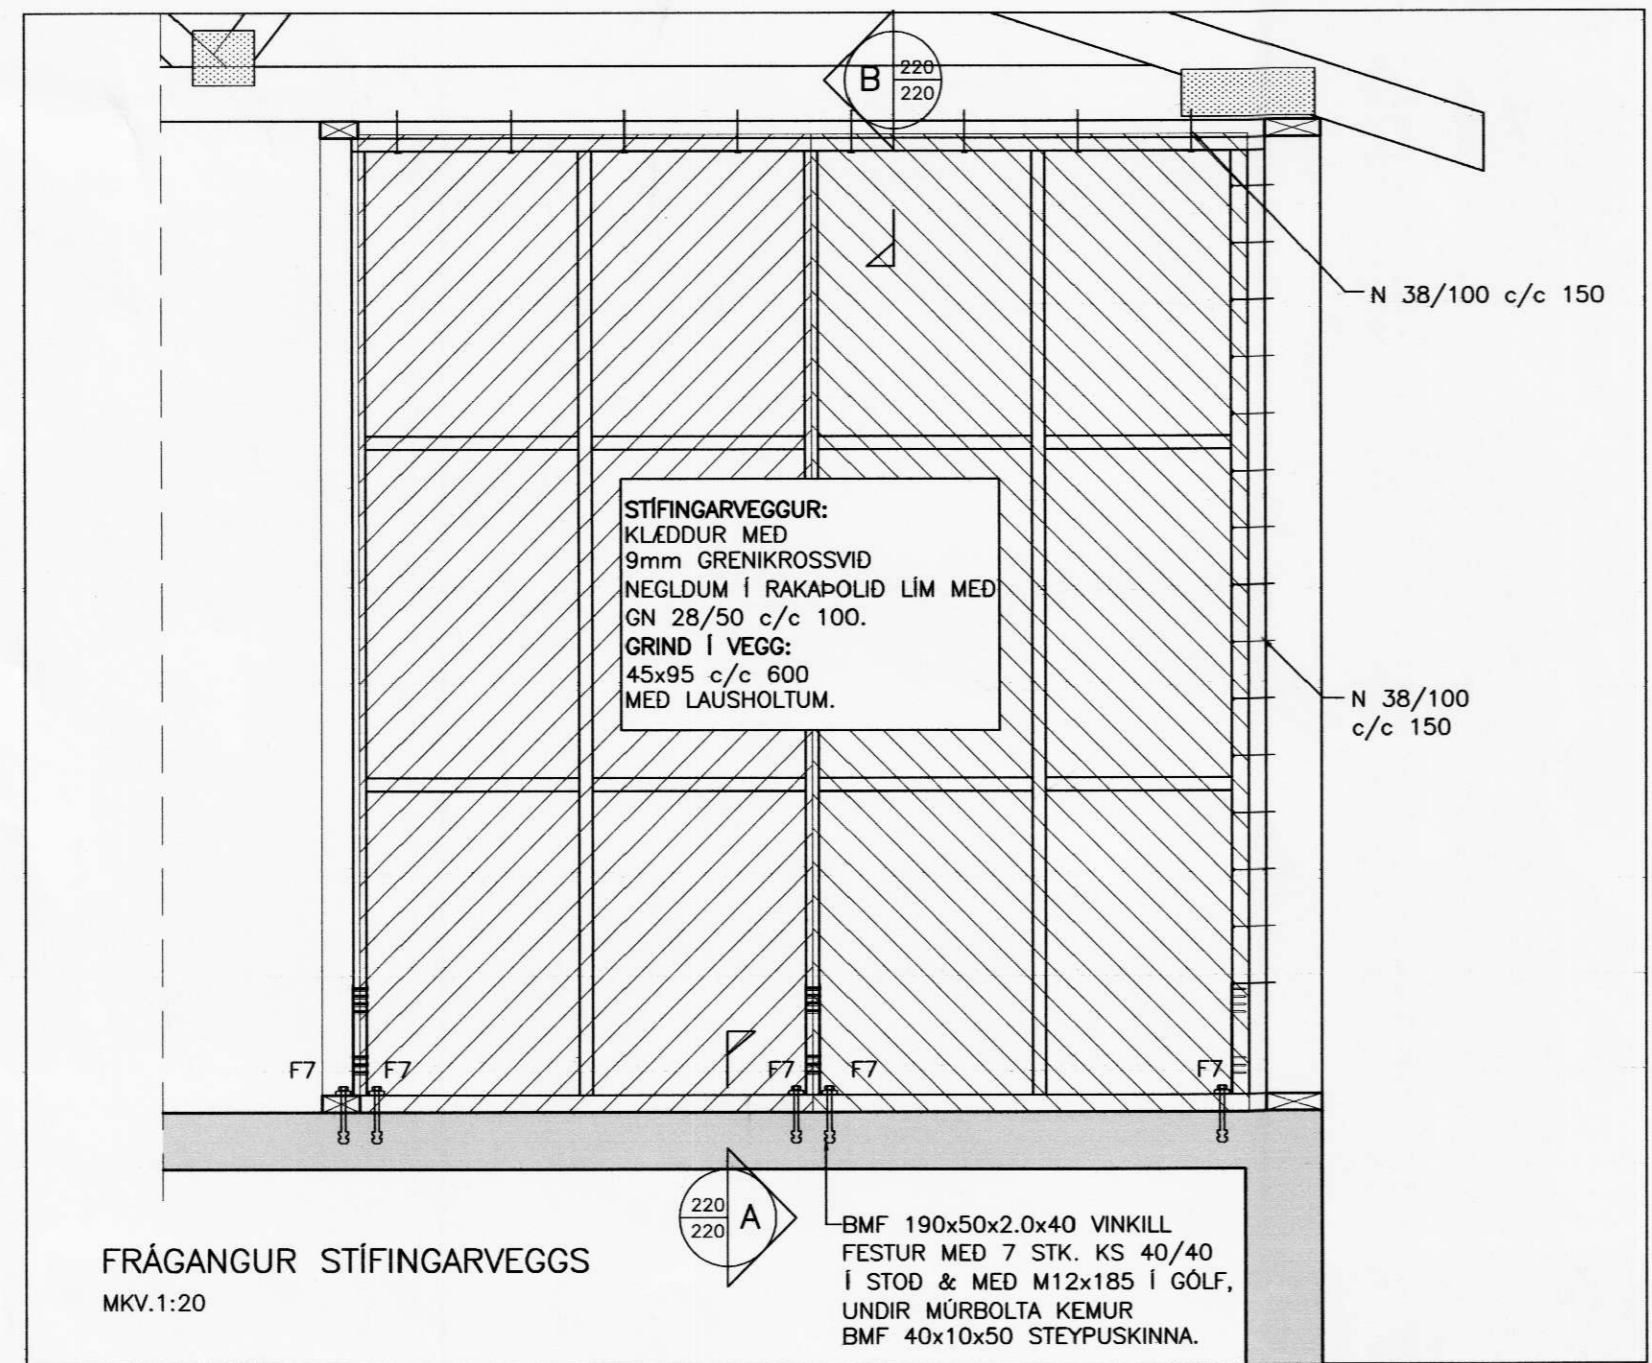 B
220
220
N 38/100 c/c 150
STÍFINGARVEGGUR:
KLÆDDUR MEÐ
9mm GRENIKROSSVIÐ
NEGLDUM Í RAKAÞOLIÐ LÍM MEÐ
GN 28/50 c/c 100.
GRIND Í VEGG:
45x95 c/c 600
MEÐ LAUSHOLTUM.
N 38/100
c/c 150
F7 F7 F7 F7 F7
220
220
A
BMF 190x50x2.0x40 VINKILL
FESTUR MEÐ 7 STK. KS 40/40
Í STOÐ & MEÐ M12x185 Í GÓLF,
UNDIR MÚRBOLTA KEMUR
BMF 40x10x50 STEYPUSKINNA.
FRÁGANGUR STÍFINGARVEGGS
MKV.1:20